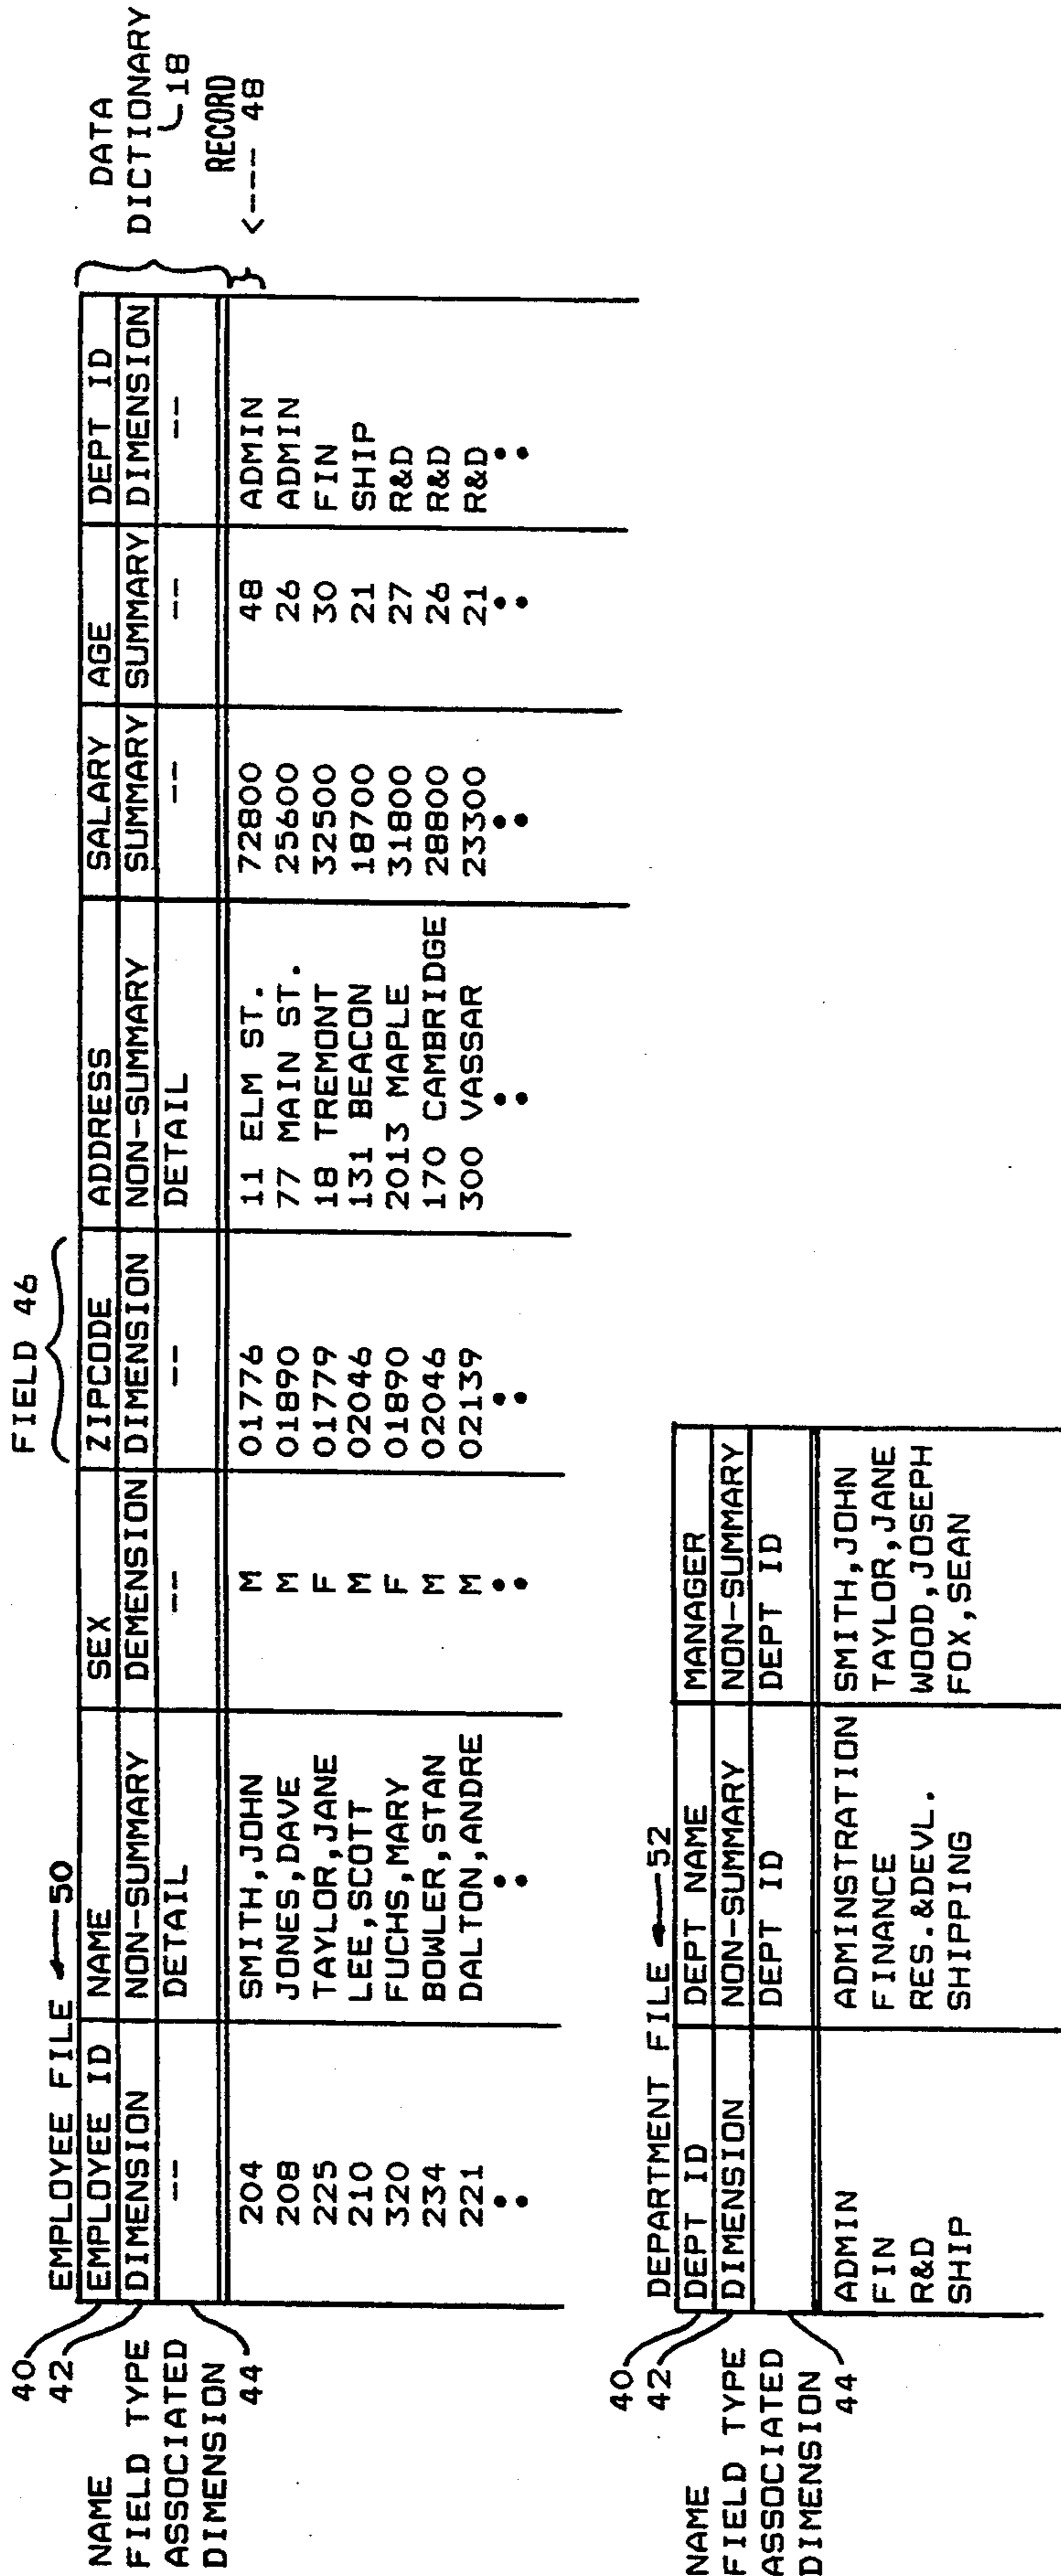 FIELD 46
EMPLOYEE FILE 50
40
42
NAME EMPLOYEE ID NAME SEX ZIPCODE ADDRESS SALARY AGE DEPT ID DATA
FIELD TYPE DIMENSION NON-SUMMARY DEMENSION DIMENSION NON-SUMMARY SUMMARY SUMMARY DIMENSION DICTIONARY
ASSOCIATED -- DETAIL -- -- DETAIL -- -- -- 18
DIMENSION RECORD
44 204 SMITH,JOHN M 01776 11 ELM ST. 72800 48 ADMIN <--- 48
208 JONES,DAVE M 01890 77 MAIN ST. 25600 26 ADMIN
225 TAYLOR,JANE F 01779 18 TREMONT 32500 30 FIN
210 LEE,SCOTT M 02046 131 BEACON 18700 21 SHIP
320 FUCHS,MARY F 01890 2013 MAPLE 31800 27 R&D
234 BOWLER,STAN M 02046 170 CAMBRIDGE 28800 26 R&D
221 DALTON,ANDRE M 02139 300 VASSAR 23300 21 R&D
DEPARTMENT FILE 52
40
42
NAME DEPT ID DEPT NAME MANAGER
FIELD TYPE DIMENSION NON-SUMMARY NON-SUMMARY
ASSOCIATED DEPT ID DEPT ID
DIMENSION
44
ADMIN ADMINSTRATION SMITH,JOHN
FIN FINANCE TAYLOR,JANE
R&D RES.&DEVL. WOOD,JOSEPH
SHIP SHIPPING FOX,SEAN